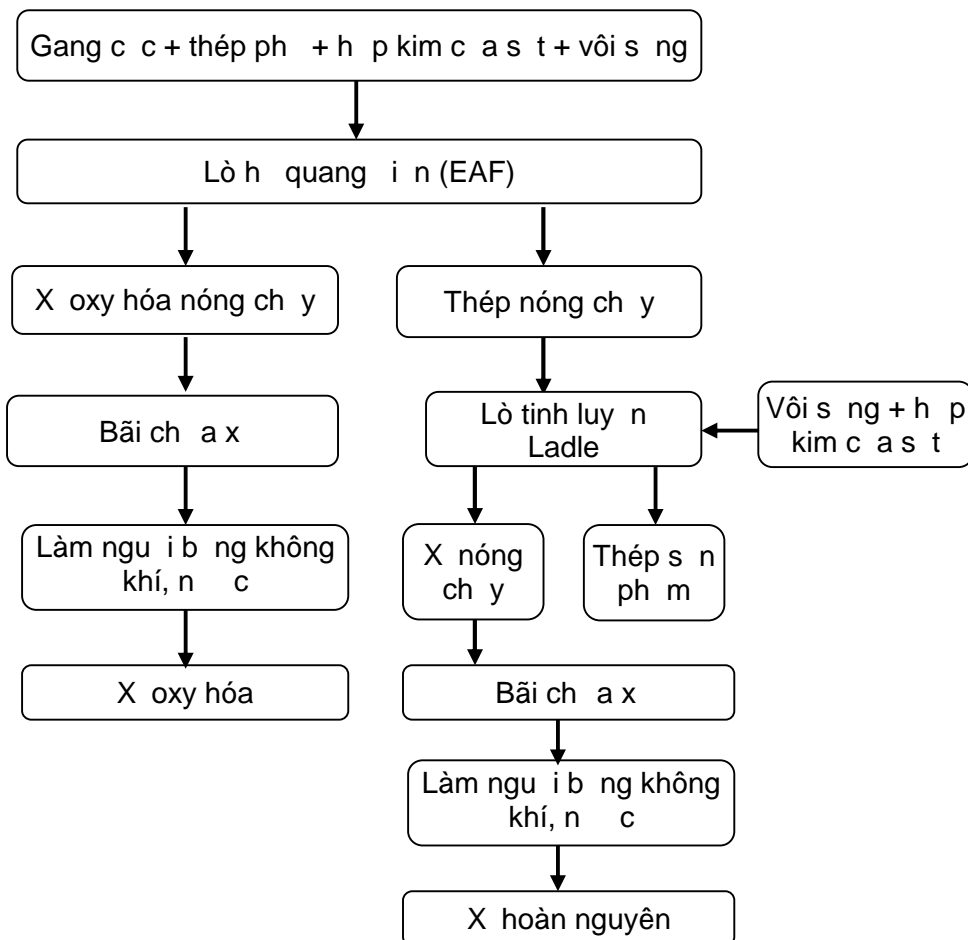 Gang c c + thép ph + h p kim c a s t + vôi s ng
Lò h quang i n (EAF)
X oxy hóa nóng ch y
Thép nóng ch y
Bãi ch a x
Lò tinh luy n
Ladle
Vôi s ng + h p
kim c a s t
Làm ngu i b ng không
khí, n c
X nóng
ch y
Thép s n
ph m
X oxy hóa
Bãi ch a x
Làm ngu i b ng không
khí, n c
X hoàn nguyên